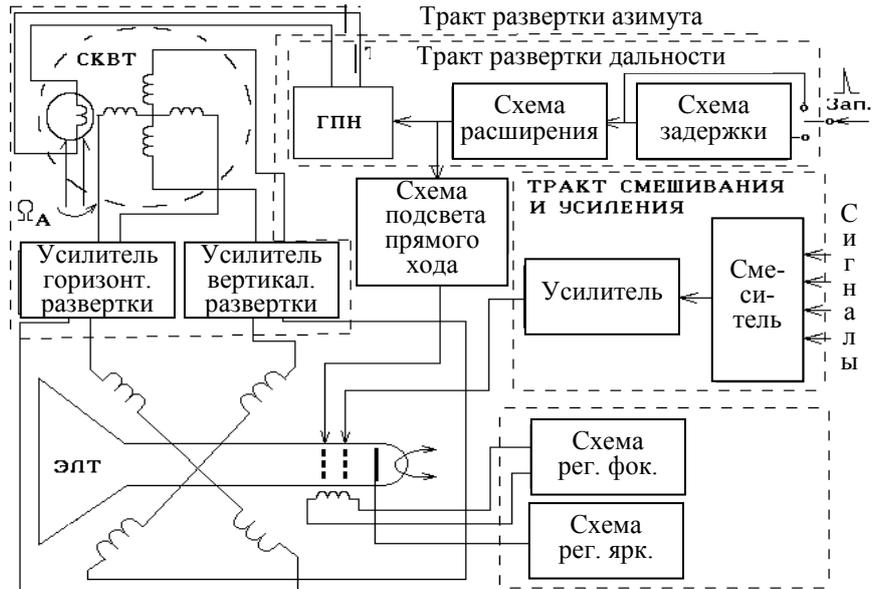 Тракт развертки азимута
Тракт развертки дальности
СКВТ
ГПН
Схема
расширения
Схема
задержки
Зап.
Ω А
Схема
подсвета
прямого
хода
ТРАКТ СМЕШИВАНИЯ
И УСИЛЕНИЯ
Усилитель
горизонт.
развертки
Усилитель
вертикал.
развертки
Усилитель
Сме-
си-
тель
С
и
г
н
а
л
ы
ЭЛТ
Схема
рег. фок.
Схема
рег. ярк.